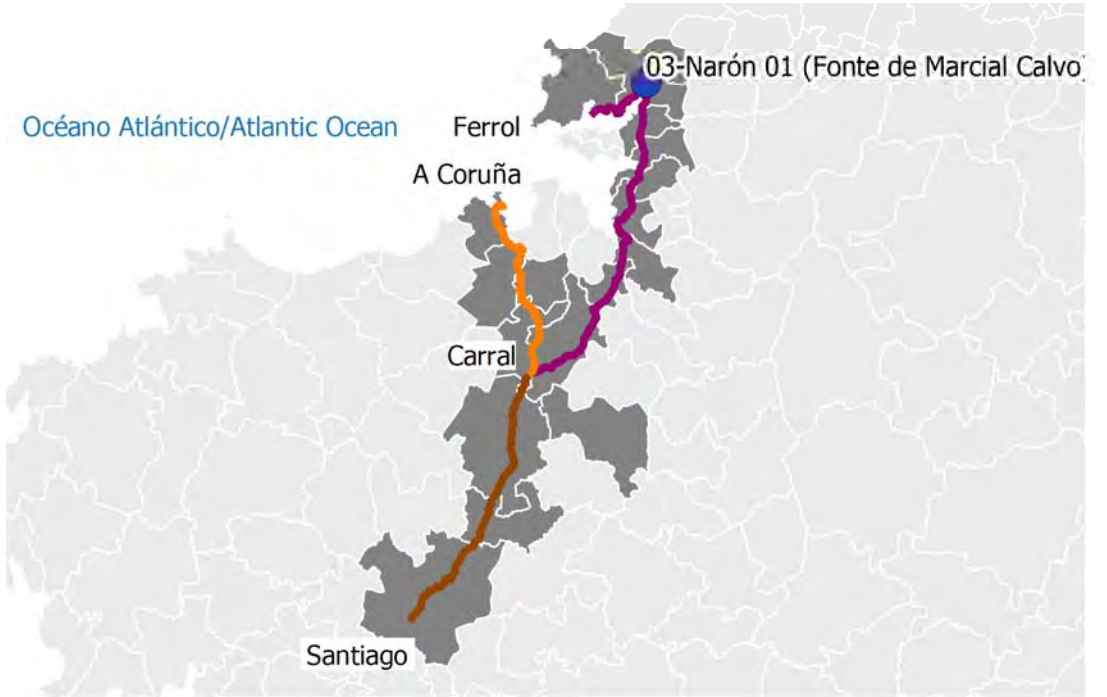 03-Narón 01 (Fonte de Marcial Calvo)
Océano Atlántico/Atlantic Ocean
Ferrol
A Coruña
Carral
Santiago